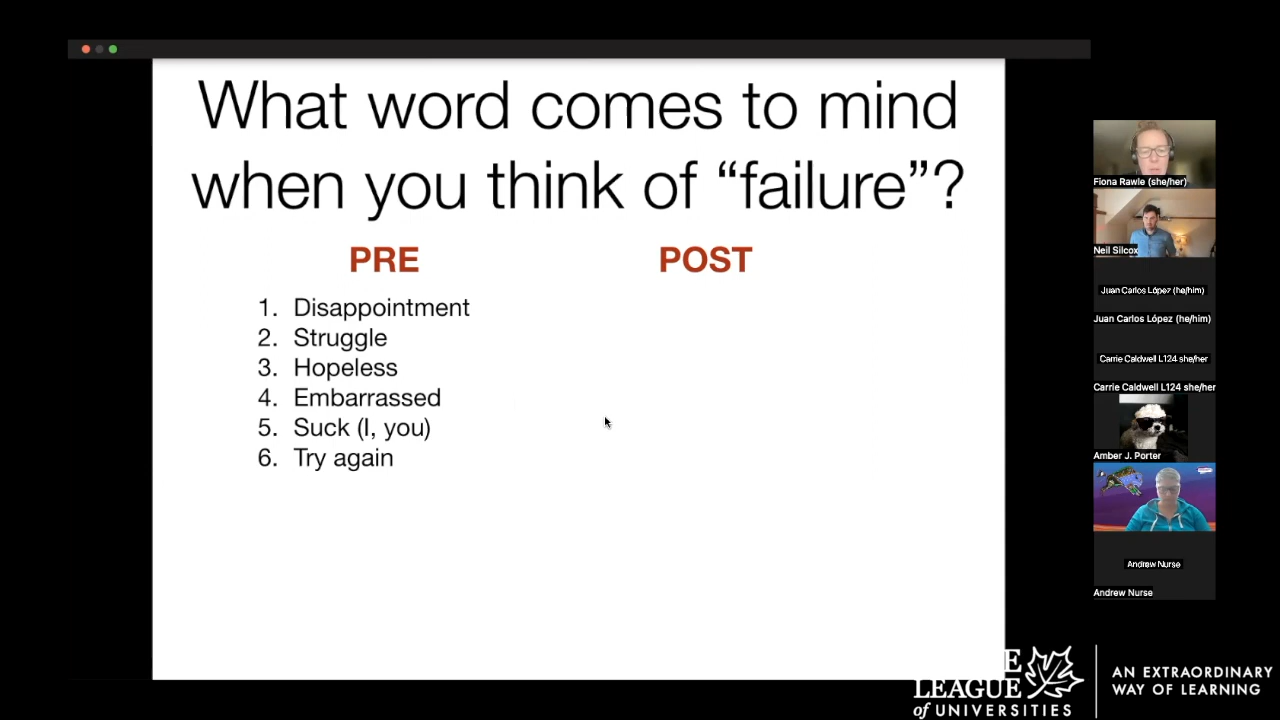 What word comes to mind
when you think of “failure”?
PRE
POST
1. Disappointment
2. Struggle
3. Hopeless
4. Embarrassed
5. Suck (I, you)
6. Try again
Fiona Rawle (she/her)
Neil Silcox
Juan Carlos López (he/him)
Juan Carlos López (he/him)
Carrie Caldwell L124 she/her
Carrie Caldwell L124 she/her
Amber J. Porter
Andrew Nurse
Andrew Nurse
E
LEAGUE
of UNIVERSITIES
AN EXTRAORDINARY
WAY OF LEARNING